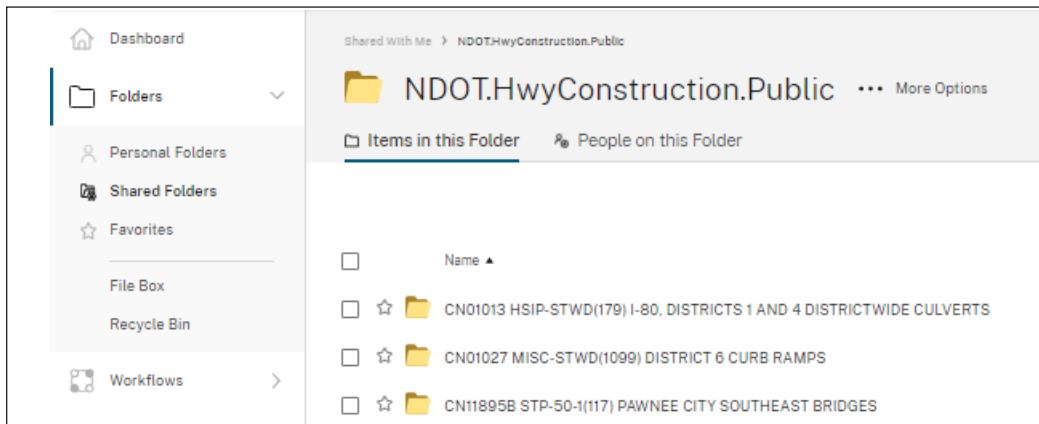 Dashboard
Folders
Personal Folders
Shared Folders
Favorites
File Box
Recycle Bin
Workflows
Shared With Me > NDOT.HwyConstruction.Public
NDOT.HwyConstruction.Public ••• More Options
Items in this Folder People on this Folder
Name ▲
CN01013 HSIP-STWD(179) I-80, DISTRICTS 1 AND 4 DISTRICTWIDE CULVERTS
CN01027 MISC-STWD(1099) DISTRICT 6 CURB RAMPS
CN11895B STP-50-1(117) PAWNEE CITY SOUTHEAST BRIDGES